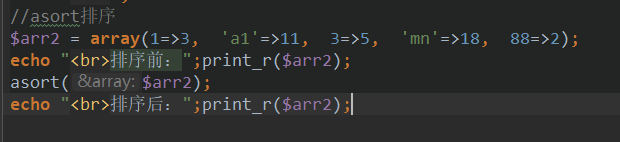 //asort排序
$arr2 = array(1=>3,  'a1'=>11,  3=>5,  'mn'=>18,  88=>2);
echo "<br>排序前：";print_r($arr2);
asort( &array: $arr2);
echo "<br>排序后：";print_r($arr2);